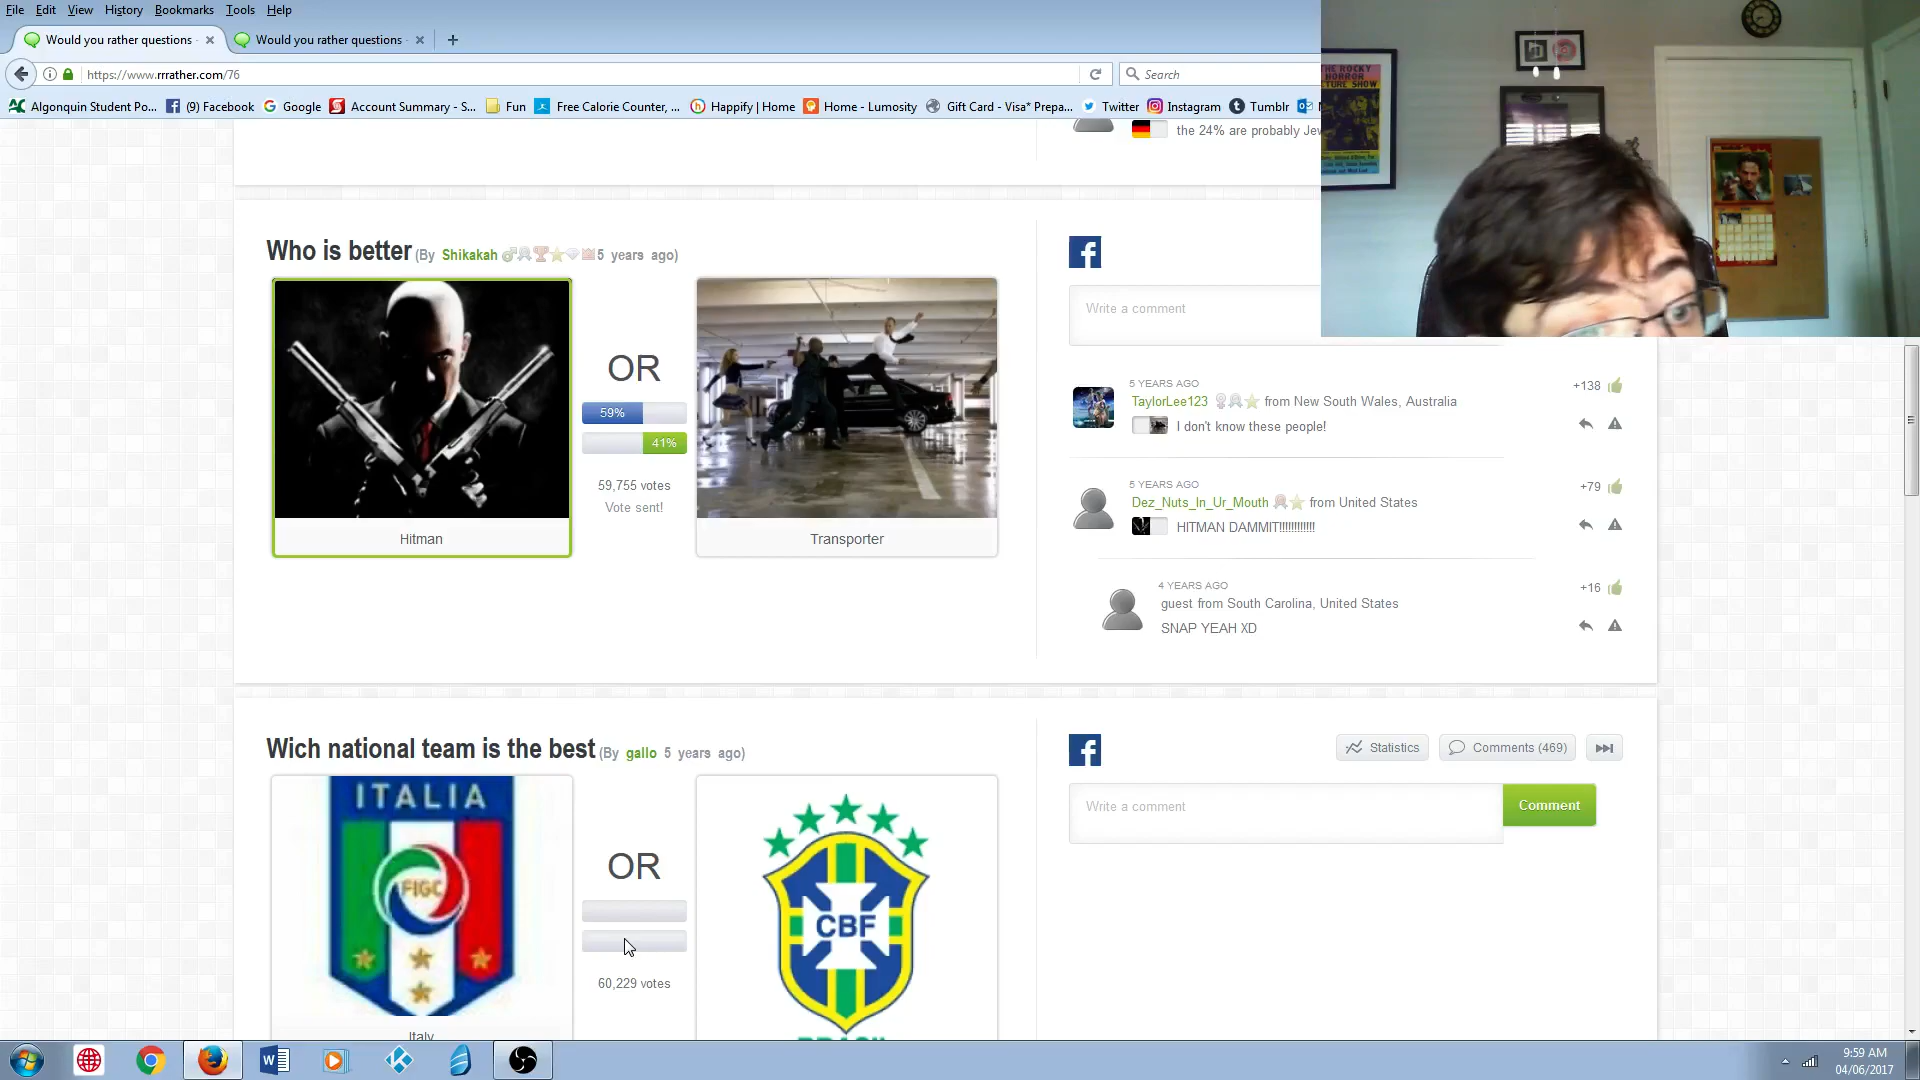 File Edit View History Bookmarks Tools Help
Would you rather questions - × Would you rather questions - × +
https://www.rrrather.com/76 Search
Algonquin Student Po... (9) Facebook Google Account Summary - S... Fun Free Calorie Counter, ... Happify | Home Home - Lumosity Gift Card - Visa* Prepa... Twitter Instagram Tumblr
the 24% are probably
THE ROCKY
HORROR
PICTURE SHOW
Who is better (By Shikakah 5 years ago)
Write a comment
OR
59%
41%
59,755 votes
Vote sent!
Hitman
Transporter
5 YEARS AGO
TaylorLee123 from New South Wales, Australia
I don't know these people!
+138
5 YEARS AGO
Dez_Nuts_In_Ur_Mouth from United States
HITMAN DAMMIT!!!!!!!!!!!!
+79
4 YEARS AGO
guest from South Carolina, United States
SNAP YEAH XD
+16
Wich national team is the best (By gallo 5 years ago)
Statistics Comments (469)
Write a comment
Comment
ITALIA
FIGC
OR
60,229 votes
CBF
Italy
BRASIL
9:59 AM
04/06/2017